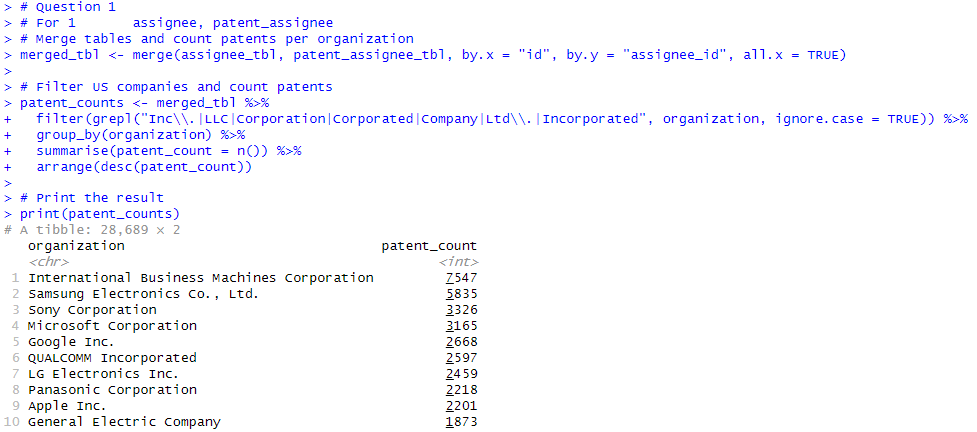 > # Question 1
> # For 1       assignee, patent_assignee
> # Merge tables and count patents per organization
> merged_tbl <- merge(assignee_tbl, patent_assignee_tbl, by.x = "id", by.y = "assignee_id", all.x = TRUE)
>
> # Filter US companies and count patents
> patent_counts <- merged_tbl %>%
+   filter(grepl("Inc\\.|LLC|Corporation|Corporated|Company|Ltd\\.|Incorporated", organization, ignore.case = TRUE)) %>%
+   group_by(organization) %>%
+   summarise(patent_count = n()) %>%
+   arrange(desc(patent_count))
>
> # Print the result
> print(patent_counts)
# A tibble: 28,689 × 2
   organization                                patent_count
   <chr>                                              <int>
 1 International Business Machines Corporation         7547
 2 Samsung Electronics Co., Ltd.                       5835
 3 Sony Corporation                                    3326
 4 Microsoft Corporation                               3165
 5 Google Inc.                                         2668
 6 QUALCOMM Incorporated                               2597
 7 LG Electronics Inc.                                 2459
 8 Panasonic Corporation                               2218
 9 Apple Inc.                                          2201
10 General Electric Company                            1873